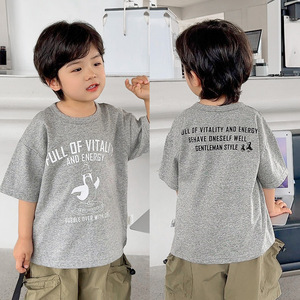 FULL OF VITALITY
AND ENERGY
FULL OF VITALITY AND ENERGY
BEHAVE ONESELF WELL
GENTLEMAN STYLE